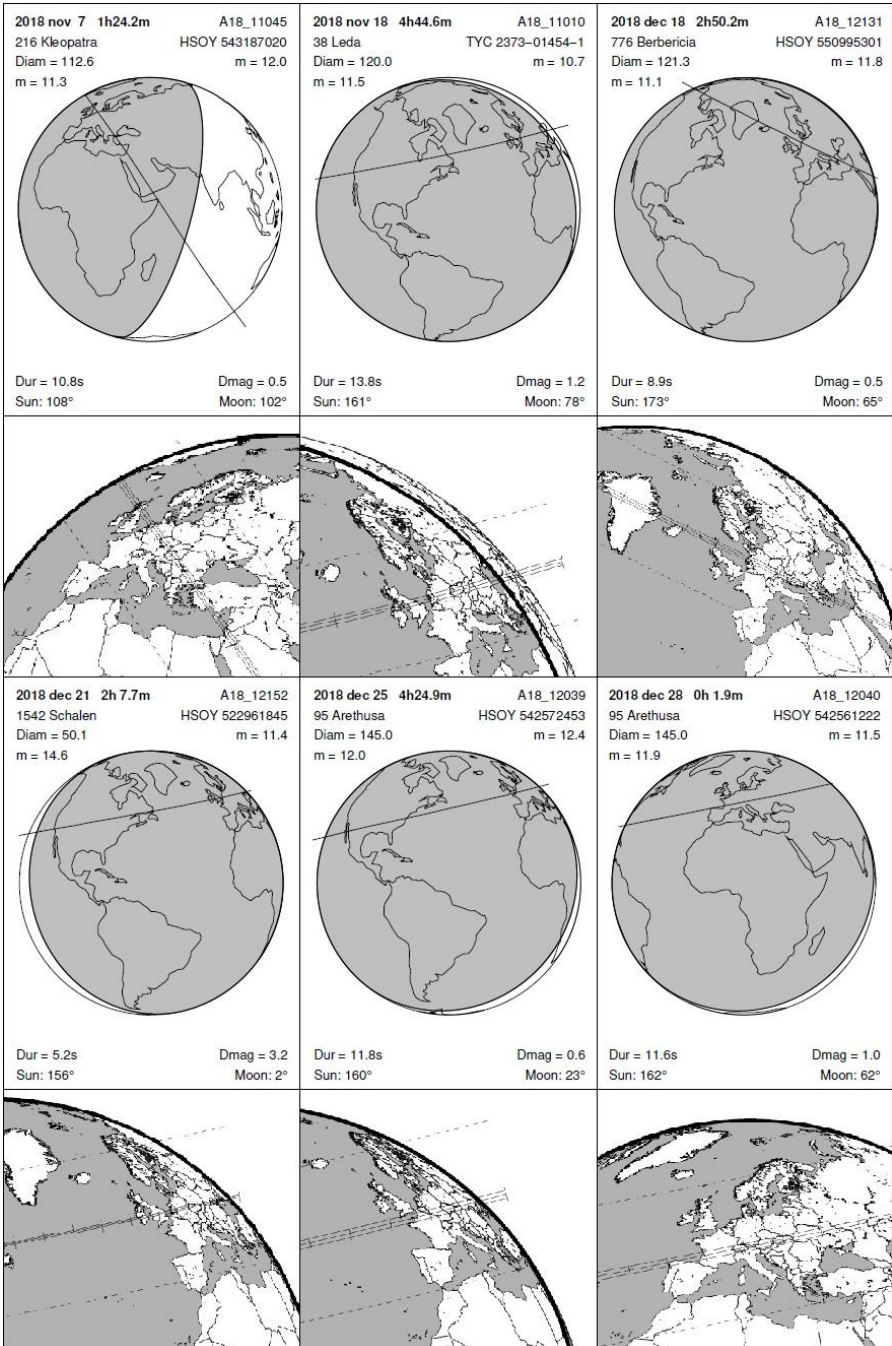 2018 nov 7 1h24.2m A18_11045
216 Kleopatra HSOY 543187020
Diam = 112.6 m = 12.0
m = 11.3
Dur = 10.8s Dmag = 0.5
Sun: 108° Moon: 102°
2018 nov 18 4h44.6m A18_11010
38 Leda TYC 2373–01454–1
Diam = 120.0 m = 10.7
m = 11.5
Dur = 13.8s Dmag = 1.2
Sun: 161° Moon: 78°
2018 dec 18 2h50.2m A18_12131
776 Berbericia HSOY 550995301
Diam = 121.3 m = 11.8
m = 11.1
Dur = 8.9s Dmag = 0.5
Sun: 173° Moon: 65°
2018 dec 21 2h 7.7m A18_12152
1542 Schalen HSOY 522961845
Diam = 50.1 m = 11.4
m = 14.6
Dur = 5.2s Dmag = 3.2
Sun: 156° Moon: 2°
2018 dec 25 4h24.9m A18_12039
95 Arethusa HSOY 542572453
Diam = 145.0 m = 12.4
m = 12.0
Dur = 11.8s Dmag = 0.6
Sun: 160° Moon: 23°
2018 dec 28 0h 1.9m A18_12040
95 Arethusa HSOY 542561222
Diam = 145.0 m = 11.5
m = 11.9
Dur = 11.6s Dmag = 1.0
Sun: 162° Moon: 62°